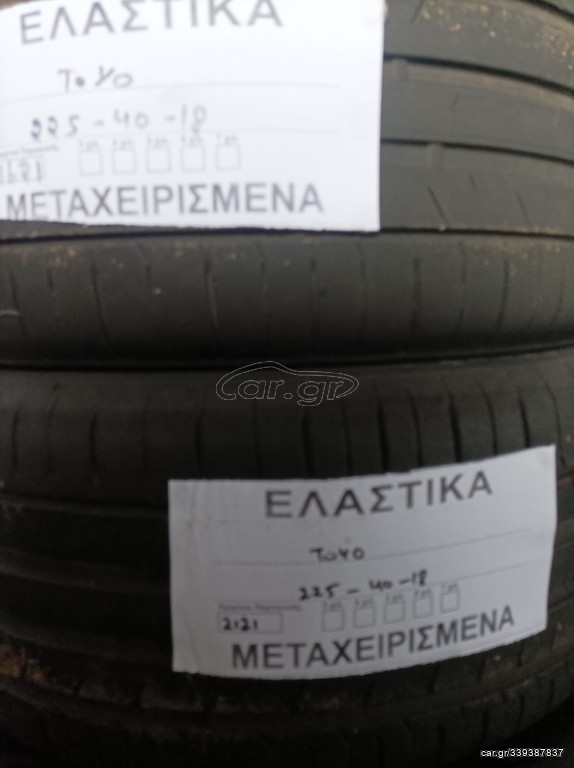 ΕΛΑΣΤΙΚΑ
TOYO
225-40-18
ΜΕΤΑΧΕΙΡΙΣΜΕΝΑ
car.gr
ΕΛΑΣΤΙΚΑ
TOYO
225-40-18
2121
ΜΕΤΑΧΕΙΡΙΣΜΕΝΑ
car.gr/339387837